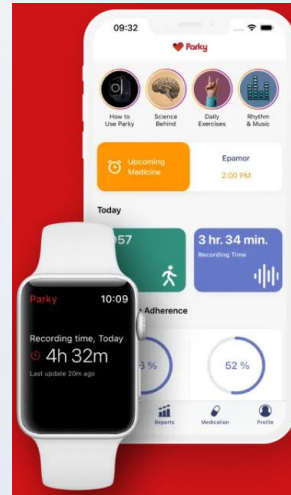 09:32
Parky
How to
Use Parky
Science
Behind
Daily
Exercises
Rhythm
& Music
Upcoming
Medicine
Epamor
2:00 PM
Today
957
3 hr. 34 min.
Recording Time
Adherence
%
52 %
Reports
Medication
Profile
Parky
10:09
Recording time, Today
4h 32m
Last update 20m ago